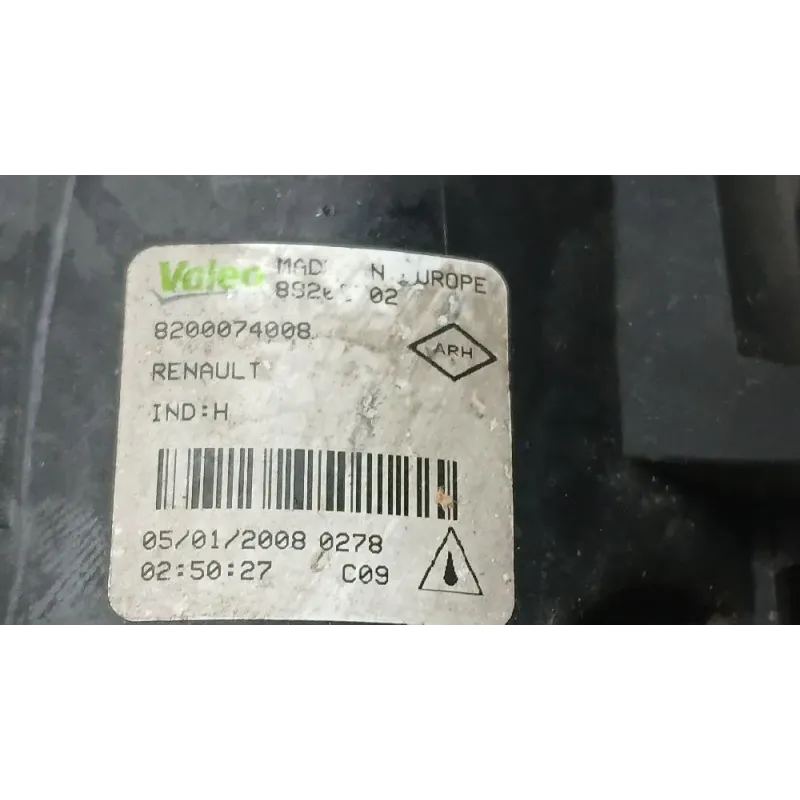 Valeo
8200074008
ARH
RENAULT
IND:H
05/01/2008 0278
02:50:27 C09